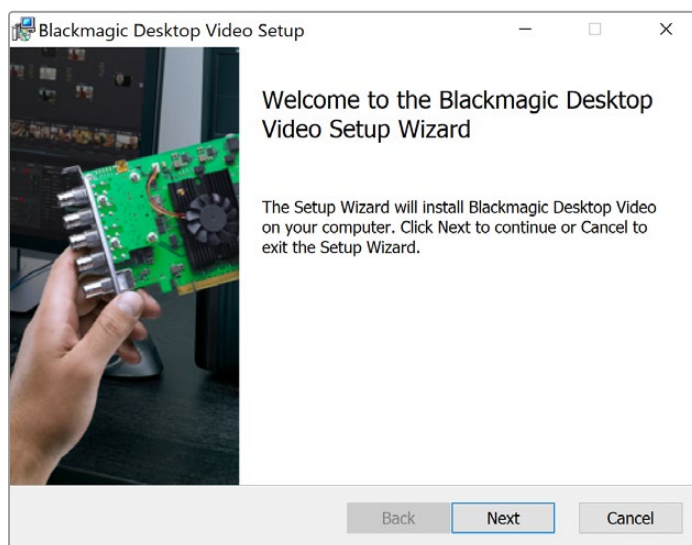 Blackmagic Desktop Video Setup
Welcome to the Blackmagic Desktop
Video Setup Wizard
The Setup Wizard will install Blackmagic Desktop Video
on your computer. Click Next to continue or Cancel to
exit the Setup Wizard.
Back Next Cancel